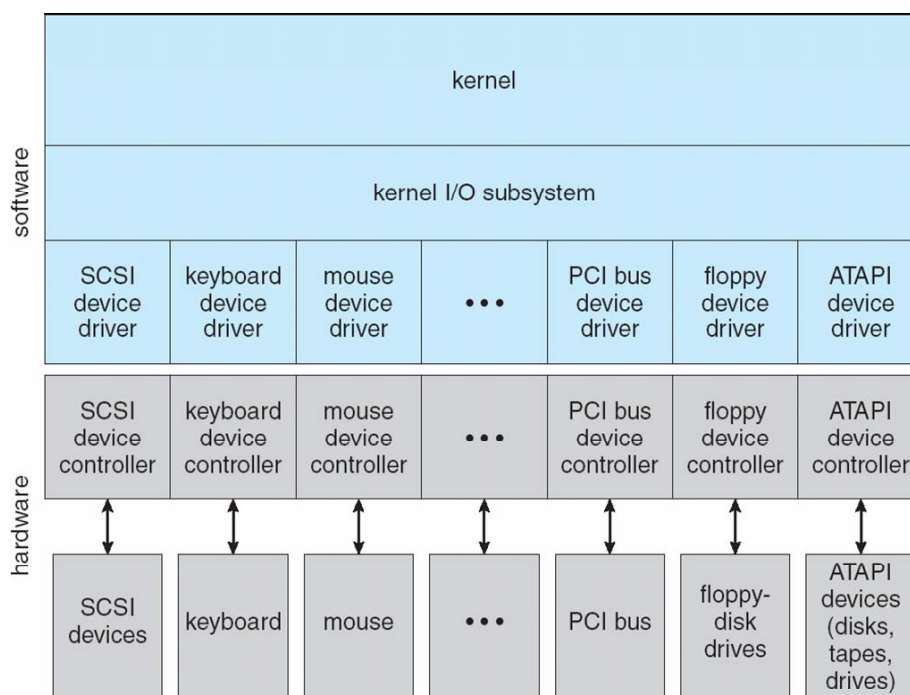 software
kernel
kernel I/O subsystem
SCSI
device
driver
keyboard
device
driver
mouse
device
driver
•••
PCI bus
device
driver
floppy
device
driver
ATAPI
device
driver
hardware
SCSI
device
controller
keyboard
device
controller
mouse
device
controller
•••
PCI bus
device
controller
floppy
device
controller
ATAPI
device
controller
SCSI
devices
keyboard
mouse
•••
PCI bus
floppy-
disk
drives
ATAPI
devices
(disks,
tapes,
drives)